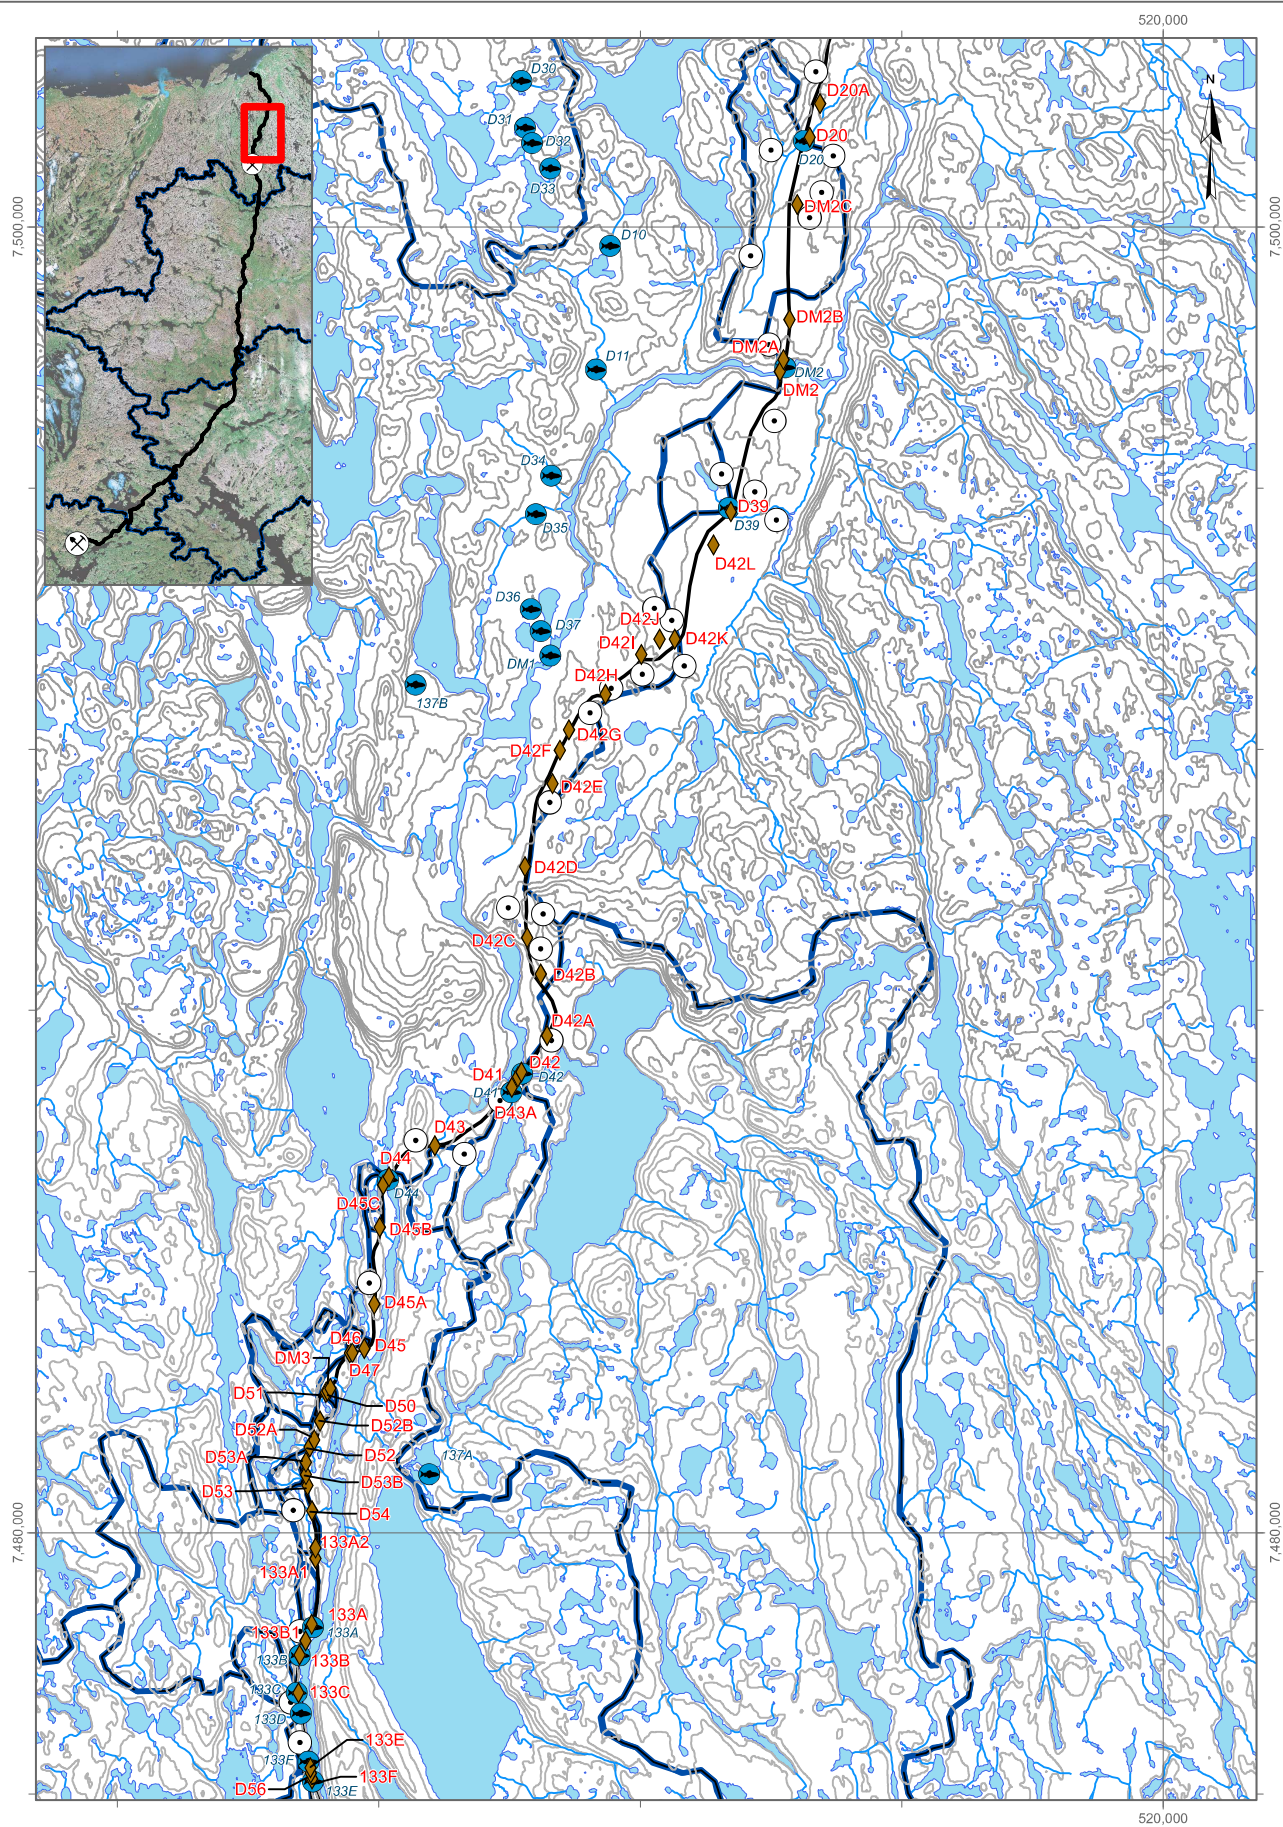 520,000
N
D30
D20A
D31
D32
D20
D20
D33
DM2C
7,500,000
7,500,000
D10
DM2B
DM2A
D11
DM2
DM2
D34
D39
D35
D39
D42L
D36
D42J
D37
D42I
D42K
DM1
D42H
137B
D42G
D42F
D42E
D42D
D42C
D42B
D42A
D42
D41
D42
D41
D43A
D43
D44
D44
D45C
D45B
D45A
D46
D45
DM3
D47
D51
D50
D52B
D52A
D53A
D52
137A
D53B
D53
D54
7,480,000
7,480,000
133A2
133A1
133A
133B1
133A
133B
133B
133C
133C
133D
133E
133F
133F
D56
133E
520,000